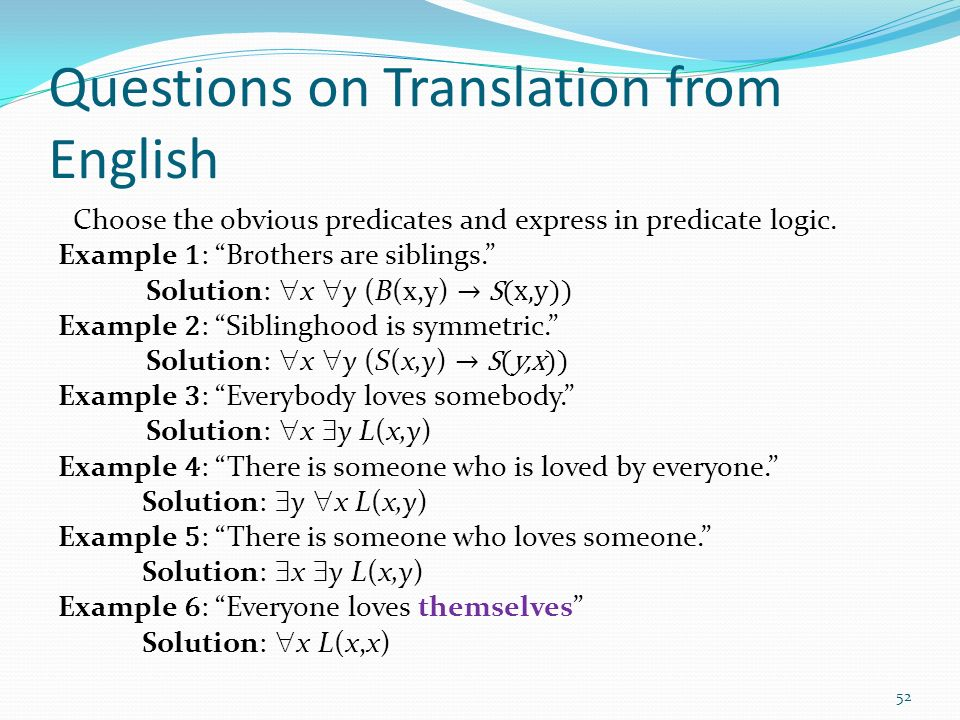 Questions on Translation from
English
Choose the obvious predicates and express in predicate logic.
Example 1: “Brothers are siblings.”
Solution: ∀x ∀y (B(x,y) → S(x,y))
Example 2: “Siblinghood is symmetric.”
Solution: ∀x ∀y (S(x,y) → S(y,x))
Example 3: “Everybody loves somebody.”
Solution: ∀x ∃y L(x,y)
Example 4: “There is someone who is loved by everyone.”
Solution: ∃y ∀x L(x,y)
Example 5: “There is someone who loves someone.”
Solution: ∃x ∃y L(x,y)
Example 6: “Everyone loves themselves”
Solution: ∀x L(x,x)
52